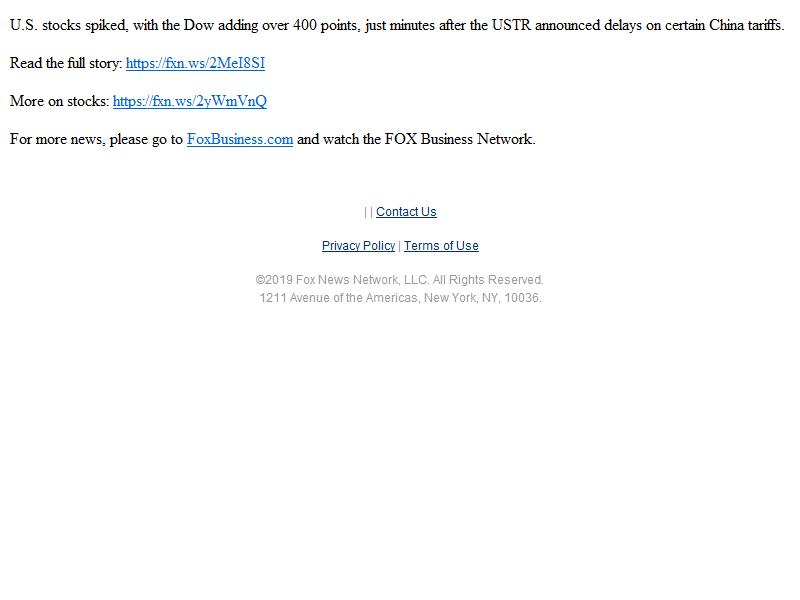 U.S. stocks spiked, with the Dow adding over 400 points, just minutes after the USTR announced delays on certain China tariffs.
Read the full story: https://fxn.ws/2MeI8SI
More on stocks: https://fxn.ws/2yWmVnQ
For more news, please go to FoxBusiness.com and watch the FOX Business Network.
| | Contact Us
Privacy Policy | Terms of Use
©2019 Fox News Network, LLC. All Rights Reserved.
1211 Avenue of the Americas, New York, NY, 10036.